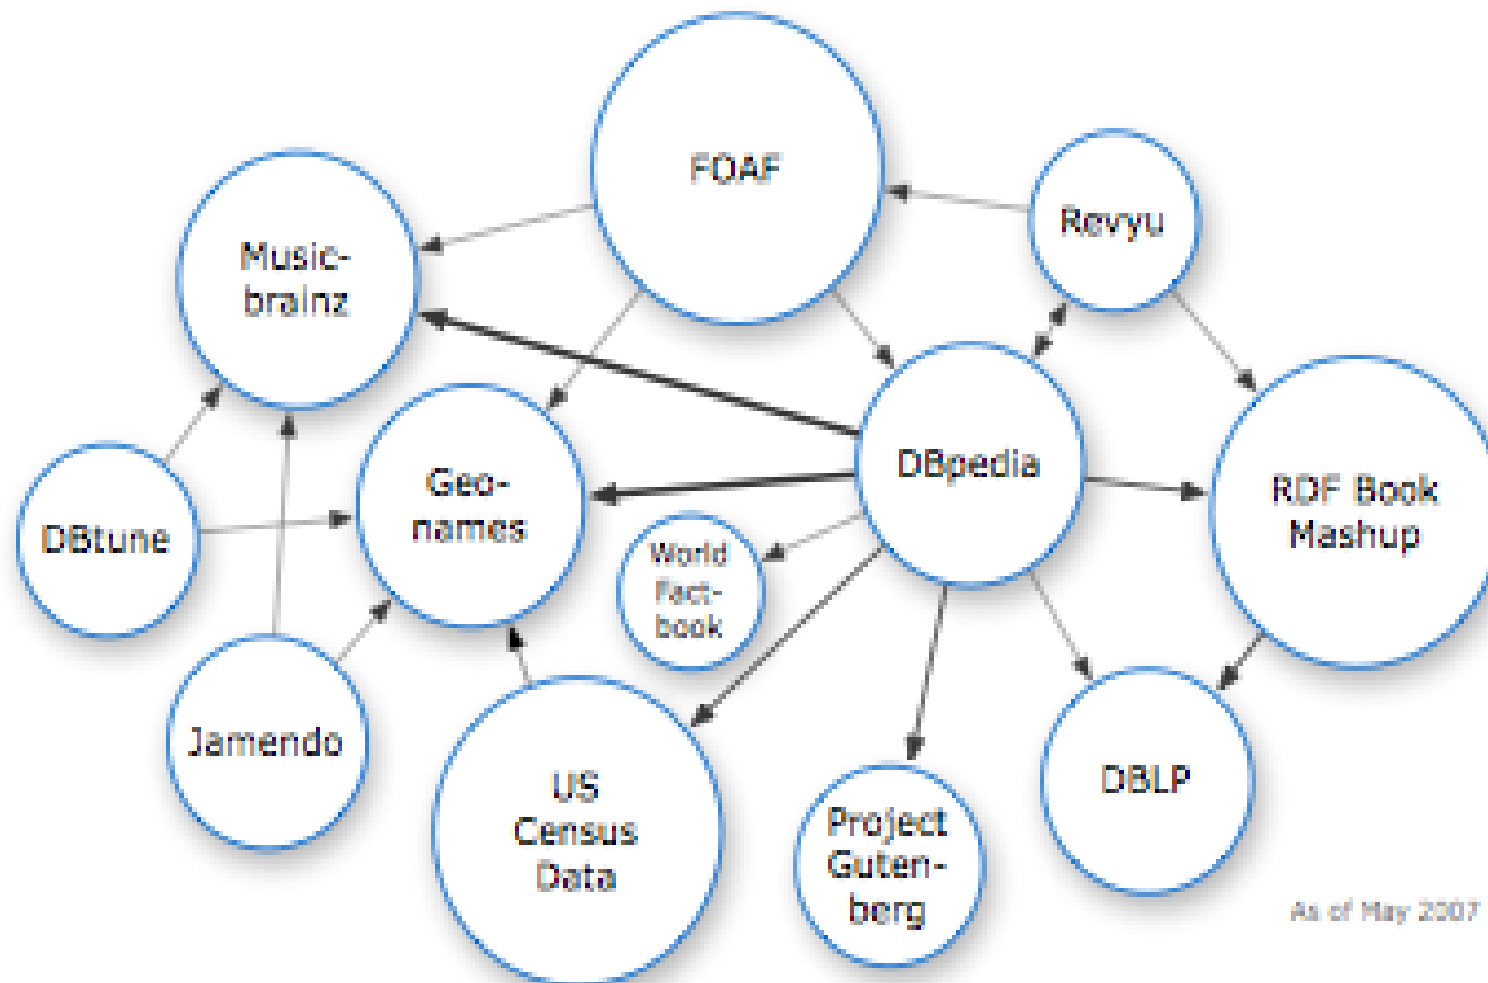 FOAF
Revyu
Music-
brainz
DBpedia
Geo-
names
RDF Book
Mashup
DBtune
World
Fact-
book
Jamendo
US
Census
Data
DBLP
Project
Guten-
berg
As of May 2007